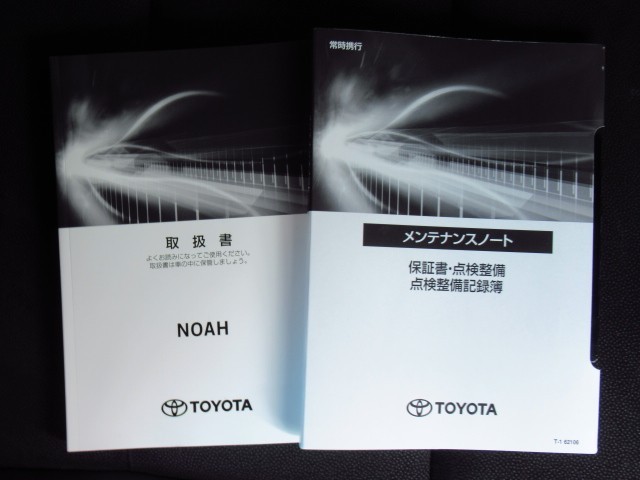 取扱書
よくお読みになってご使用ください。
取扱書は車の中に保管しましょう。
NOAH
TOYOTA
常時携行
メンテナンスノート
保証書・点検整備
点検整備記録簿
TOYOTA